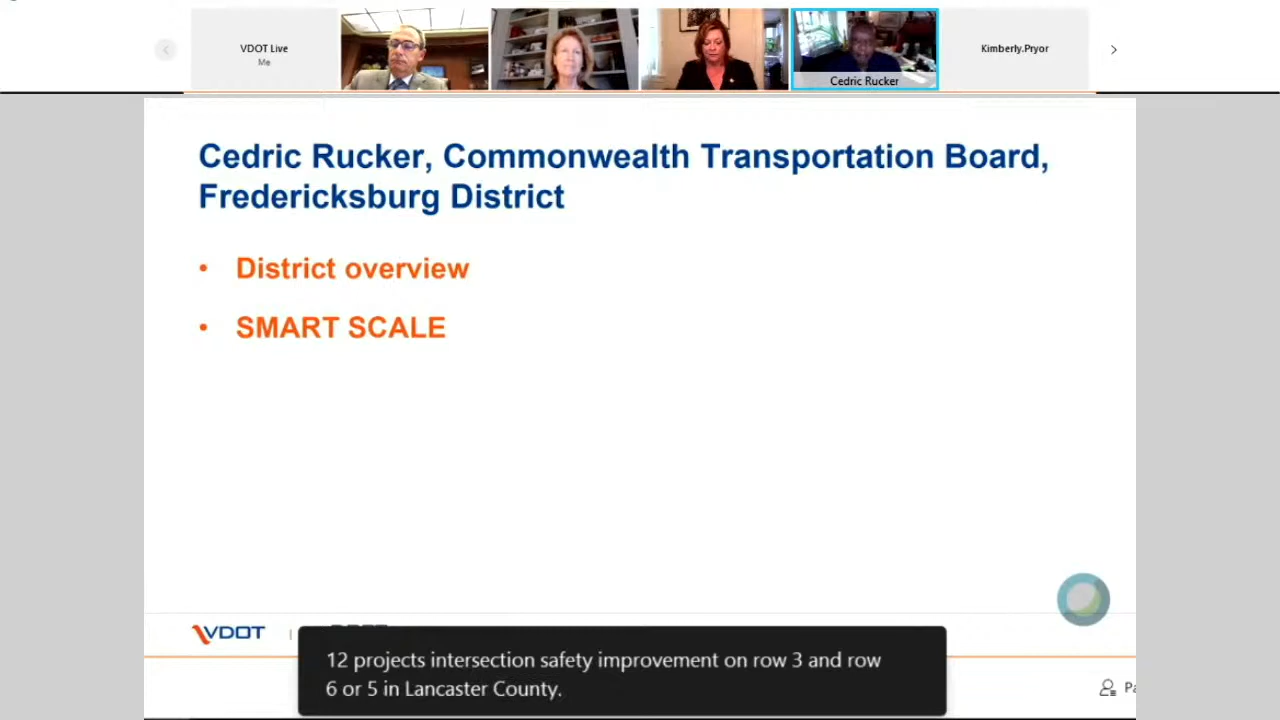 VDOT Live
Me
Cedric Rucker
Kimberly.Pryor
Cedric Rucker, Commonwealth Transportation Board,
Fredericksburg District
• District overview
• SMART SCALE
VDOT
12 projects intersection safety improvement on row 3 and row
6 or 5 in Lancaster County.